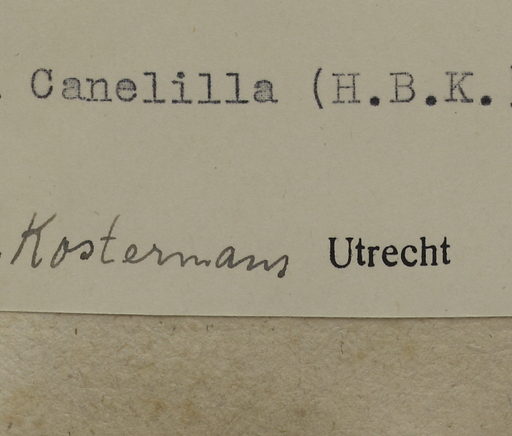 . Canelilla (H.B.K.)
. Kostermans Utrecht